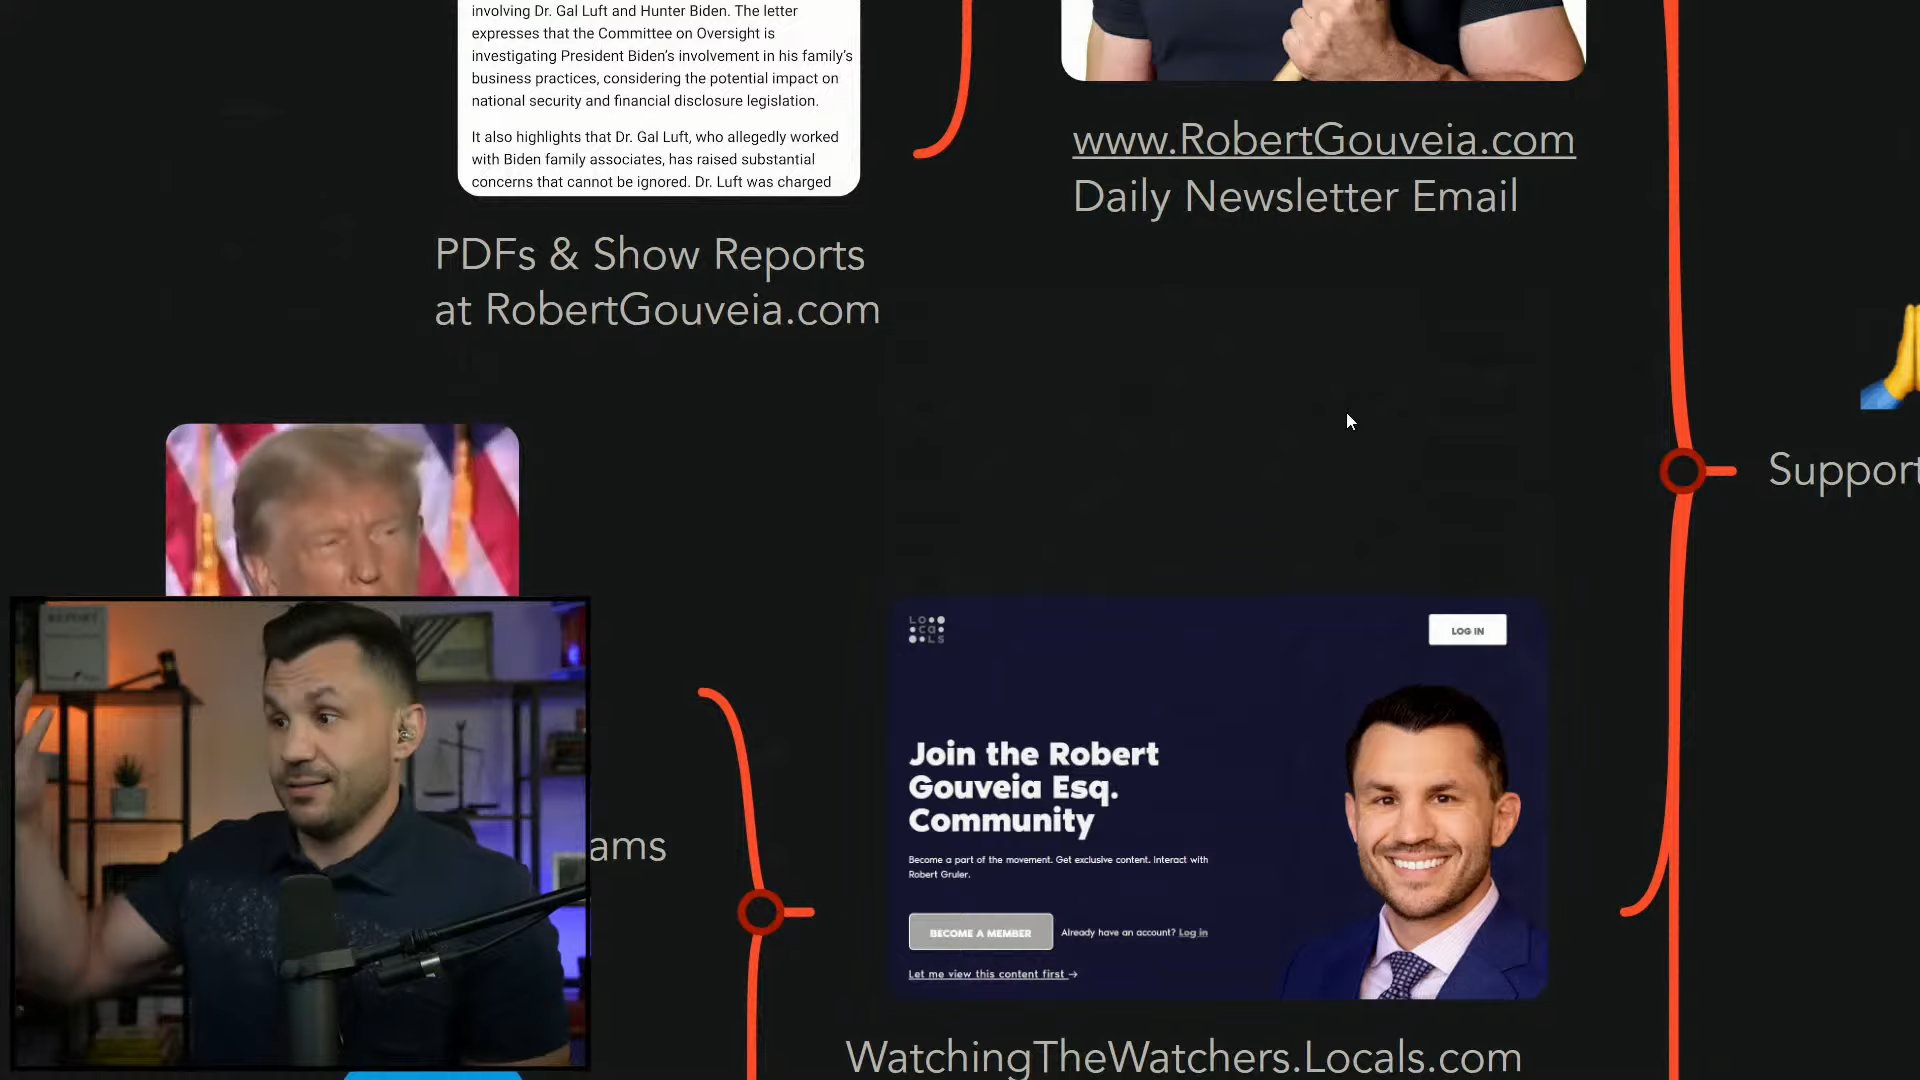 involving Dr. Gal Luft and Hunter Biden. The letter
expresses that the Committee on Oversight is
investigating President Biden's involvement in his family's
business practices, considering the potential impact on
national security and financial disclosure legislation.
It also highlights that Dr. Gal Luft, who allegedly worked
with Biden family associates, has raised substantial
concerns that cannot be ignored. Dr. Luft was charged
PDFs & Show Reports
at RobertGouveia.com
www.RobertGouveia.com
Daily Newsletter Email
Support
REPORT
ams
LOCALS
LOG IN
Join the Robert
Gouveia Esq.
Community
Become a part of the movement. Get exclusive content. Interact with
Robert Gruler.
BECOME A MEMBER
Already have an account? Log in
Let me view this content first →
WatchingTheWatchers.Locals.com